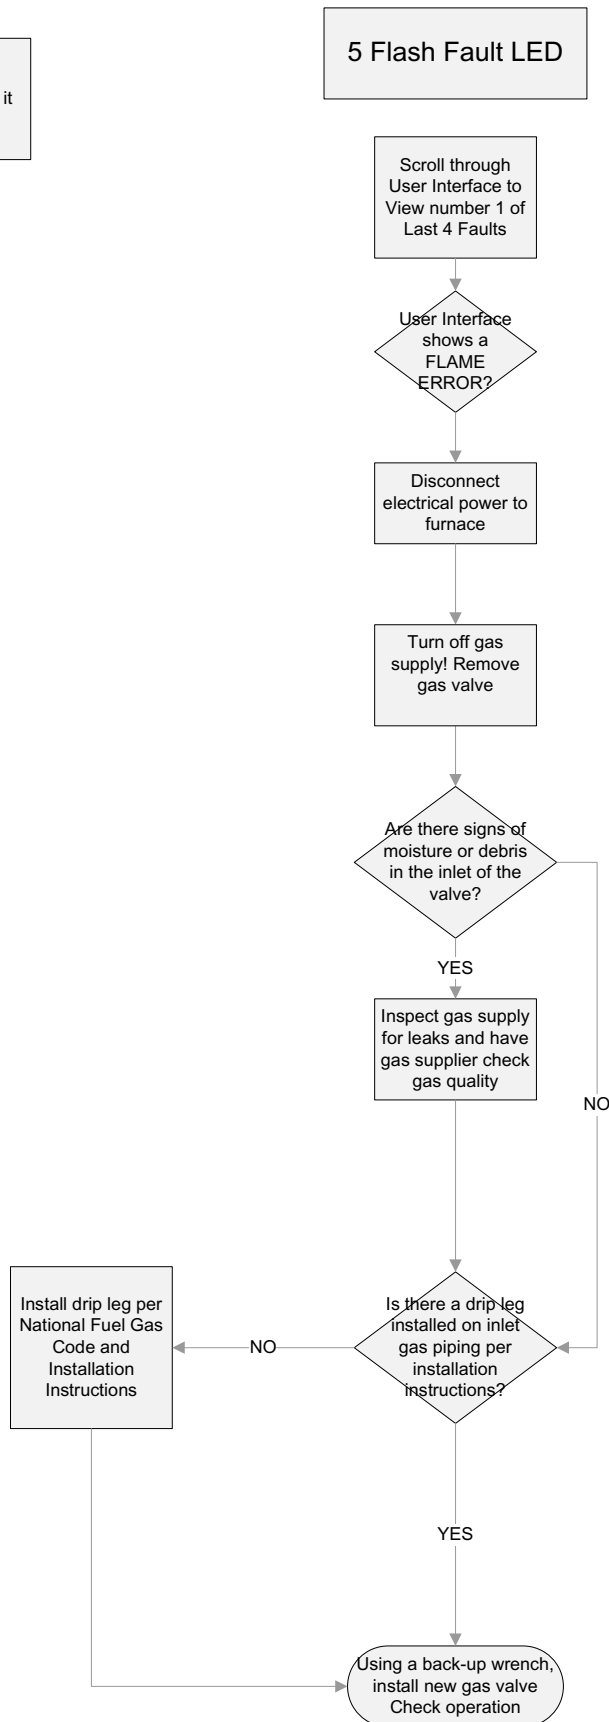 5 Flash Fault LED
it
Scroll through
User Interface to
View number 1 of
Last 4 Faults
User Interface
shows a
FLAME
ERROR?
Disconnect
electrical power to
furnace
Turn off gas
supply! Remove
gas valve
Are there signs of
moisture or debris
in the inlet of the
valve?
YES
Inspect gas supply
for leaks and have
gas supplier check
gas quality
NO
Is there a drip leg
installed on inlet
gas piping per
installation
instructions?
NO
Install drip leg per
National Fuel Gas
Code and
Installation
Instructions
YES
Using a back-up wrench,
install new gas valve
Check operation